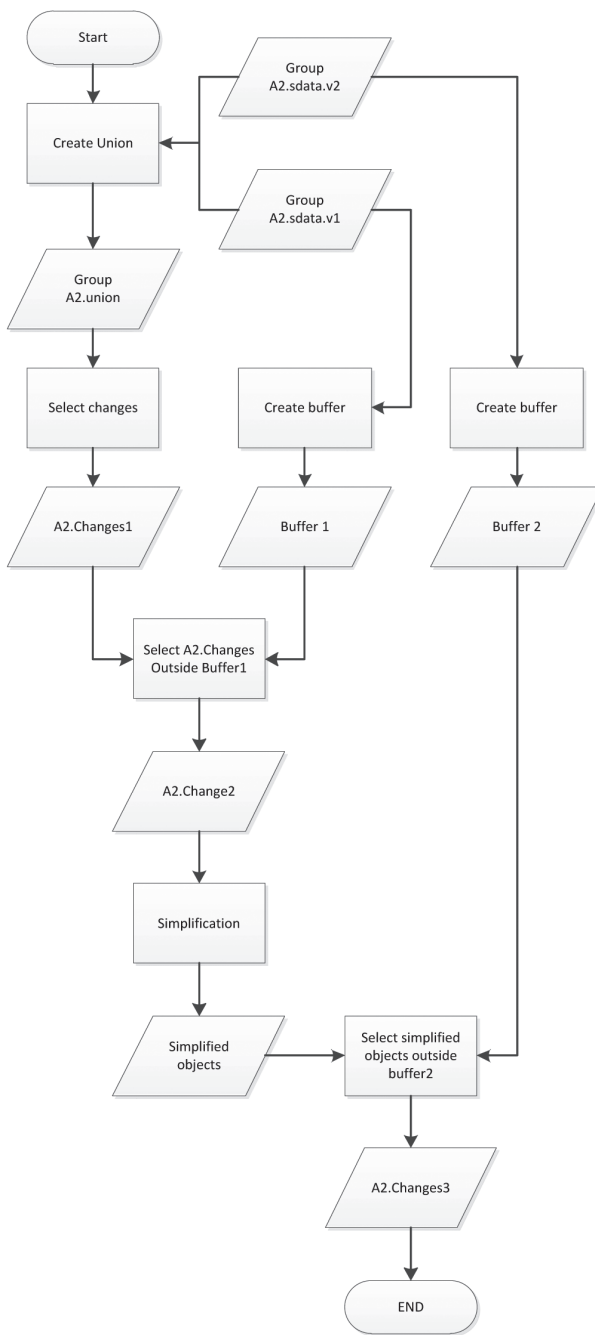 Start
Group
A2.sdata.v2
Create Union
Group
A2.sdata.v1
Group
A2.union
Select changes
Create buffer
Create buffer
A2.Changes1
Buffer 1
Buffer 2
Select A2.Changes
Outside Buffer1
A2.Change2
Simplification
Simplified
objects
Select simplified
objects outside
buffer2
A2.Changes3
END